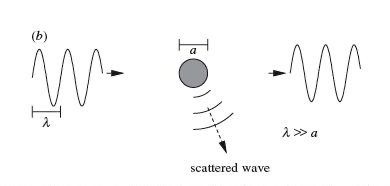 (b)
a
λ
λ ≫ a
scattered wave